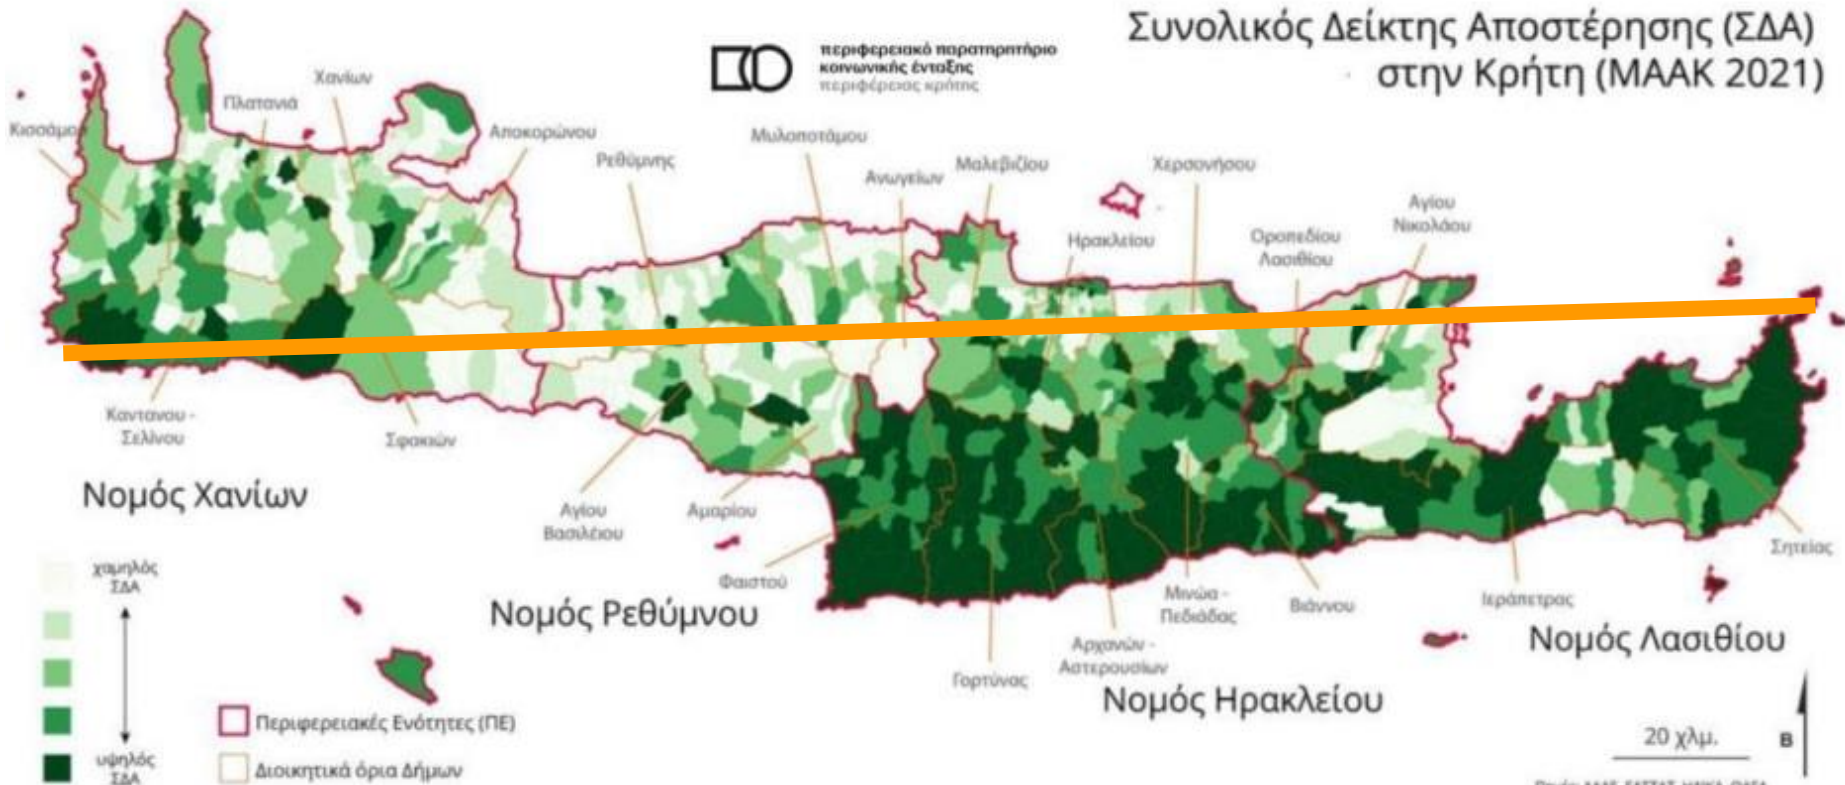 Συνολικός Δείκτης Αποστέρησης (ΣΔΑ)
στην Κρήτη (ΜΑΑΚ 2021)
περιφερειακό παρατηρητήριο
κοινωνικής ένταξης
περιφέρειας κρήτης
Χανίων
Πλατανιά
Κισσάμου
Αποκορώνου
Ρεθύμνης
Μυλοποτάμου
Ανωγείων
Μαλεβιζίου
Χερσονήσου
Ηρακλείου
Οροπεδίου
Λασιθίου
Αγίου
Νικολάου
Καντανου -
Σελίνου
Σφακιών
Νομός Χανίων
Αγίου
Βασιλείου
Αμαρίου
Φαιστού
Νομός Ρεθύμνου
Γορτύνας
Αρχανών -
Αστερουσίων
Μινώα -
Πεδιάδας
Βιάννου
Ιεράπετρας
Σητείας
Νομός Λασιθίου
Νομός Ηρακλείου
χαμηλός
ΣΔΑ
υψηλός
ΣΔΑ
Περιφερειακές Ενότητες (ΠΕ)
Διοικητικά όρια Δήμων
20 χλμ.
Β